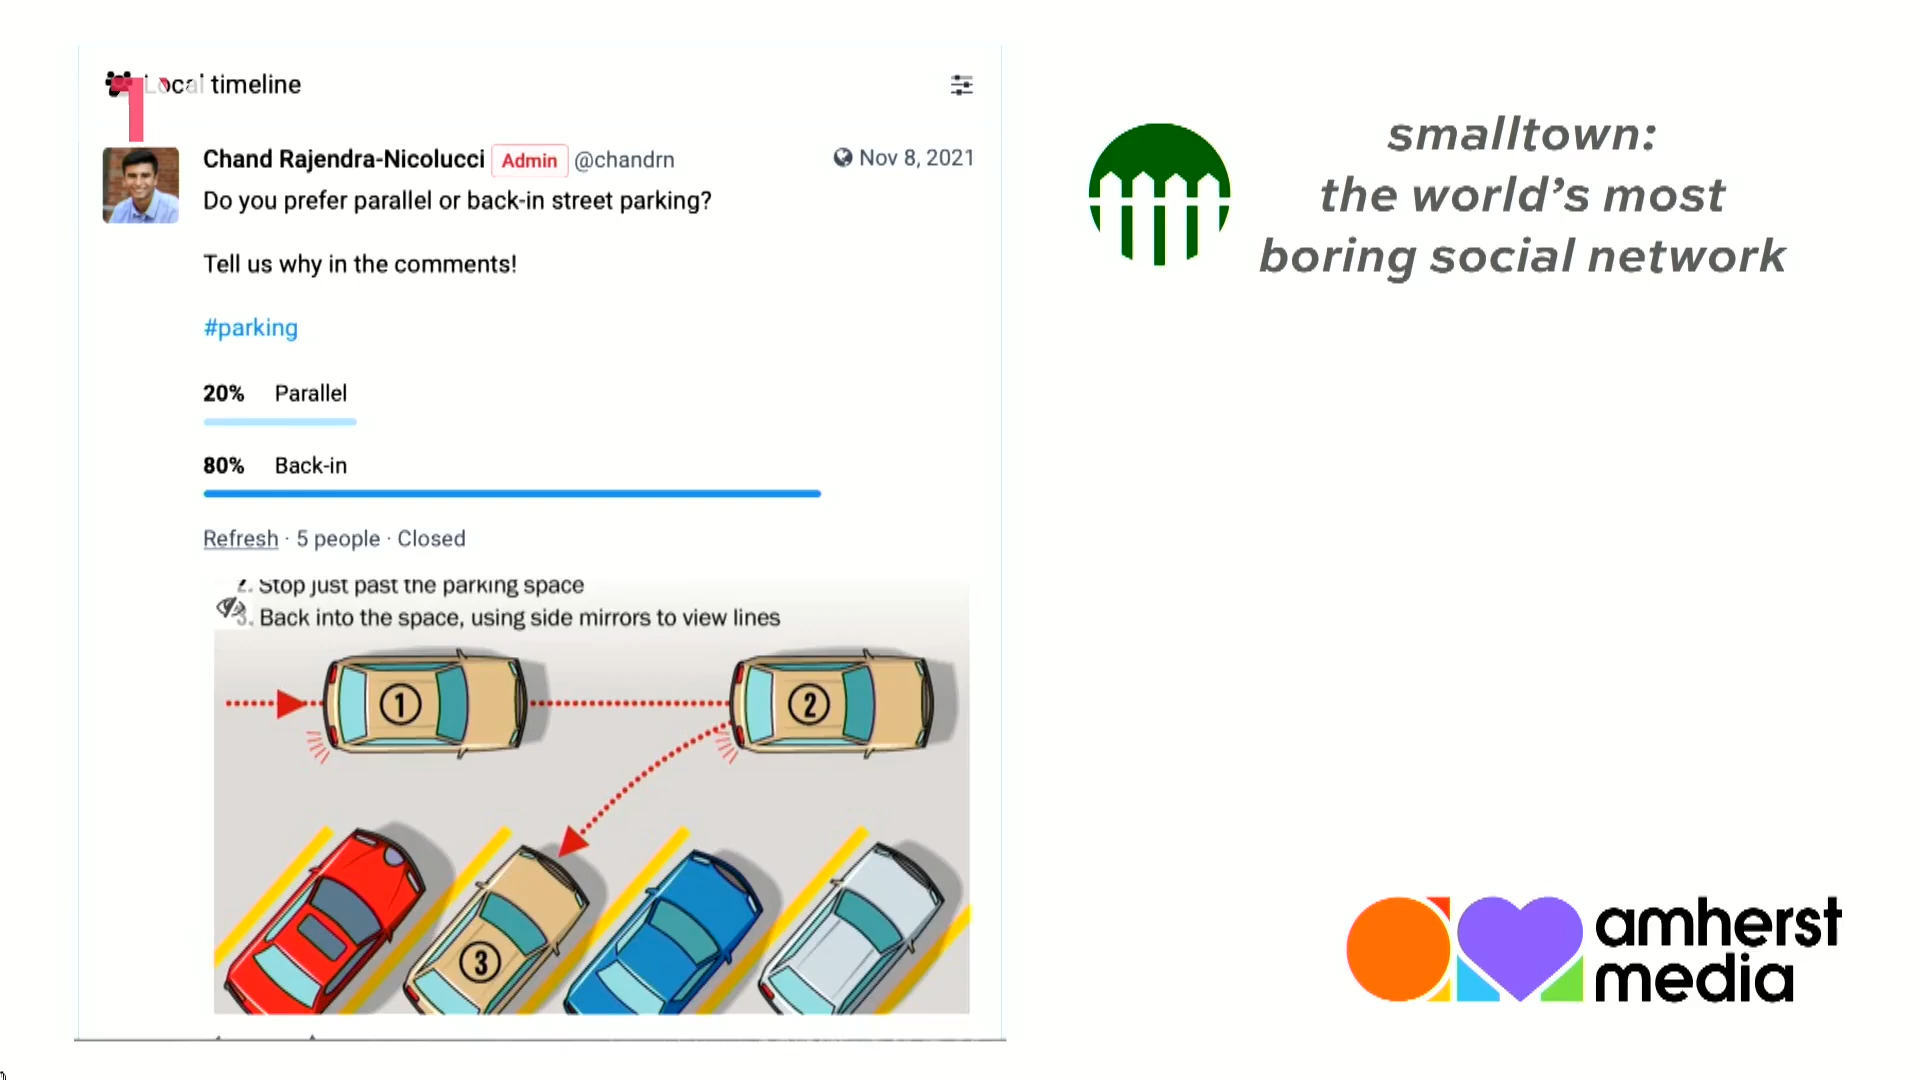 Local timeline
Chand Rajendra-Nicolucci Admin @chandrn Nov 8, 2021
Do you prefer parallel or back-in street parking?
Tell us why in the comments!
#parking
20% Parallel
80% Back-in
Refresh · 5 people · Closed
2. Stop just past the parking space
3. Back into the space, using side mirrors to view lines
1
2
3
smalltown:
the world's most
boring social network
amherst
media